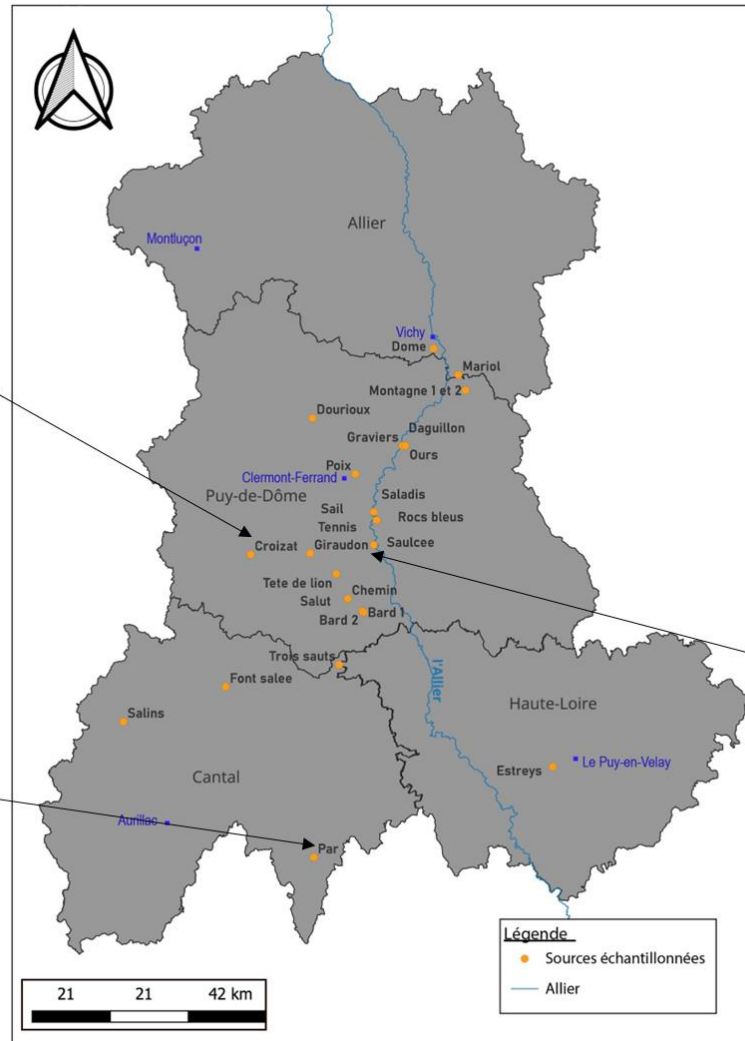 Allier
Montluçon
Vichy
Dome
Mariol
Montagne 1 et 2
Dourioux
Daguillon
Graviers
Ours
Poix
Clermont-Ferrand
Puy-de-Dôme
Saladis
Sail
Rocs bleus
Tennis
Croizat
Giraudon
Saulcee
Tete de lion
Chemin
Salut
Bard 1
Bard 2
Trois sauts
l'Allier
Font salee
Haute-Loire
Salins
Le Puy-en-Velay
Estreys
Cantal
Aurillac
Par
Légende
Sources échantillonnées
Allier
21 21 42 km